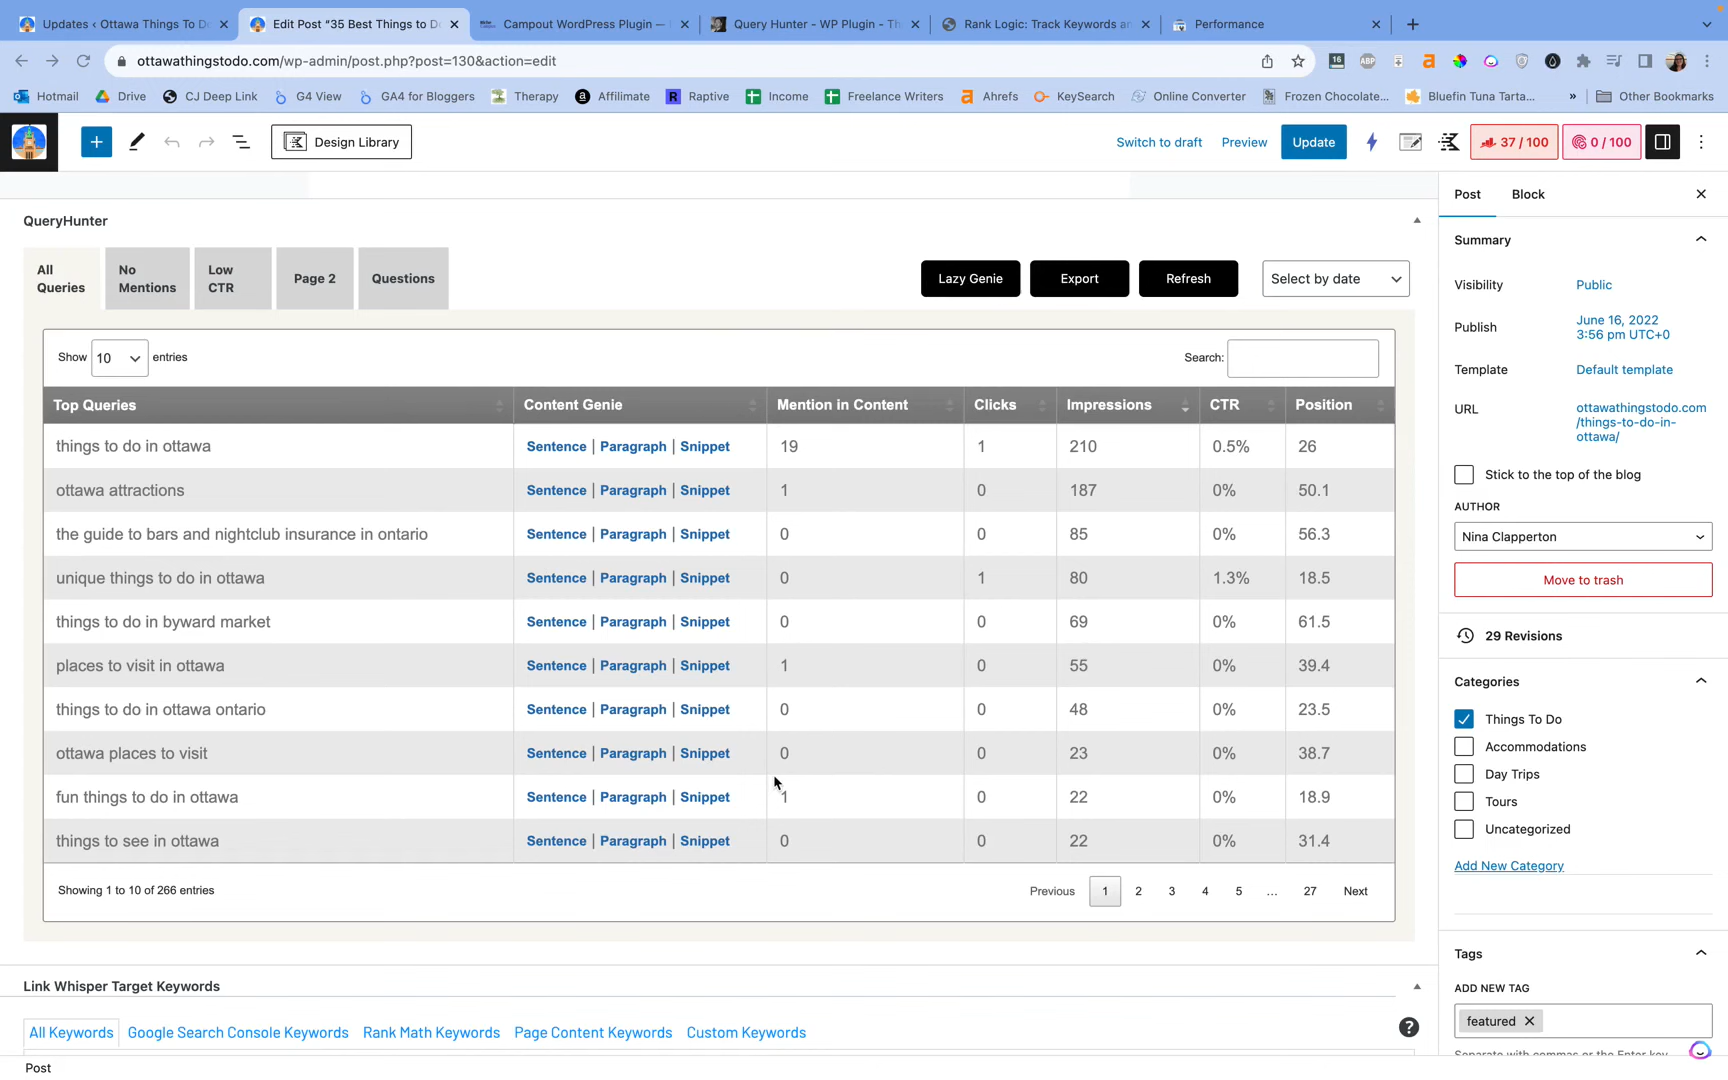 Updates ‹ Ottawa Things To D
Edit Post "35 Best Things to Do
Campout WordPress Plugin —
Query Hunter - WP Plugin - Th
Rank Logic: Track Keywords an
Performance
ottawathingstodo.com/wp-admin/post.php?post=130&action=edit
16
ABP
Hotmail
Drive
CJ Deep Link
G4 View
GA4 for Bloggers
Therapy
Affilimate
Raptive
Income
Freelance Writers
Ahrefs
KeySearch
Online Converter
Frozen Chocolate...
Bluefin Tuna Tarta...
»
Other Bookmarks
Design Library
Switch to draft
Preview
Update
37 / 100
0 / 100
QueryHunter
All Queries
No Mentions
Low CTR
Page 2
Questions
Lazy Genie
Export
Refresh
Select by date
Show 10 entries
Search:
Top Queries Content Genie Mention in Content Clicks Impressions CTR Position
things to do in ottawa Sentence | Paragraph | Snippet 19 1 210 0.5% 26
ottawa attractions Sentence | Paragraph | Snippet 1 0 187 0% 50.1
the guide to bars and nightclub insurance in ontario Sentence | Paragraph | Snippet 0 0 85 0% 56.3
unique things to do in ottawa Sentence | Paragraph | Snippet 0 1 80 1.3% 18.5
things to do in byward market Sentence | Paragraph | Snippet 0 0 69 0% 61.5
places to visit in ottawa Sentence | Paragraph | Snippet 1 0 55 0% 39.4
things to do in ottawa ontario Sentence | Paragraph | Snippet 0 0 48 0% 23.5
ottawa places to visit Sentence | Paragraph | Snippet 0 0 23 0% 38.7
fun things to do in ottawa Sentence | Paragraph | Snippet 1 0 22 0% 18.9
things to see in ottawa Sentence | Paragraph | Snippet 0 0 22 0% 31.4
Showing 1 to 10 of 266 entries
Previous 1 2 3 4 5 … 27 Next
Link Whisper Target Keywords
All Keywords
Google Search Console Keywords
Rank Math Keywords
Page Content Keywords
Custom Keywords
?
Post
Post
Block
Summary
Visibility Public
Publish June 16, 2022
3:56 pm UTC+0
Template Default template
URL ottawathingstodo.com
/things-to-do-in-
ottawa/
Stick to the top of the blog
AUTHOR
Nina Clapperton
Move to trash
29 Revisions
Categories
Things To Do
Accommodations
Day Trips
Tours
Uncategorized
Add New Category
Tags
ADD NEW TAG
featured
Separate with commas or the Enter key